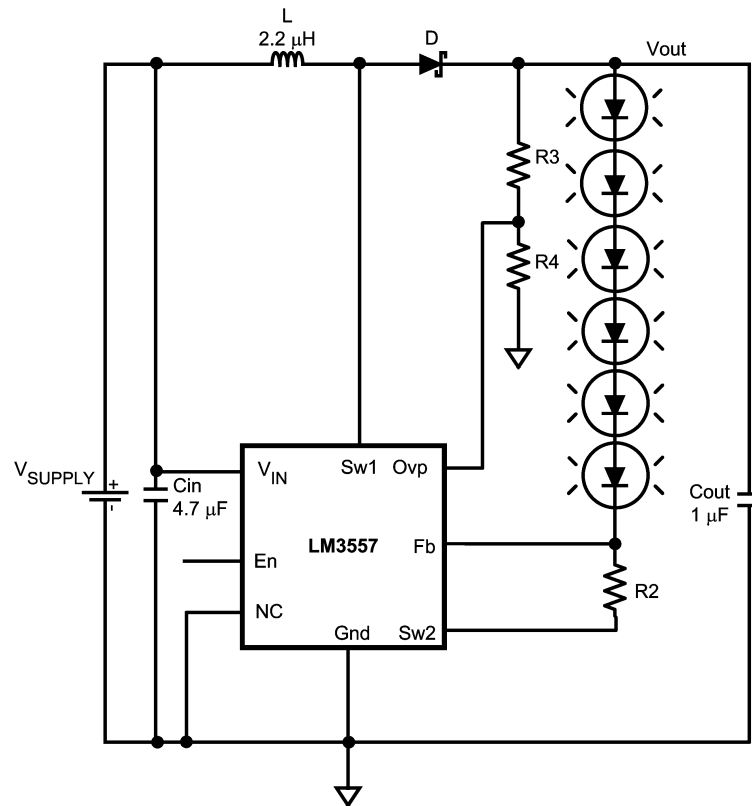 L
2.2 μH
D
Vout
R3
R4
VSUPPLY
+
-
Cin
4.7 μF
VIN
Sw1
Ovp
LM3557
Fb
En
NC
Gnd
Sw2
R2
Cout
1 μF